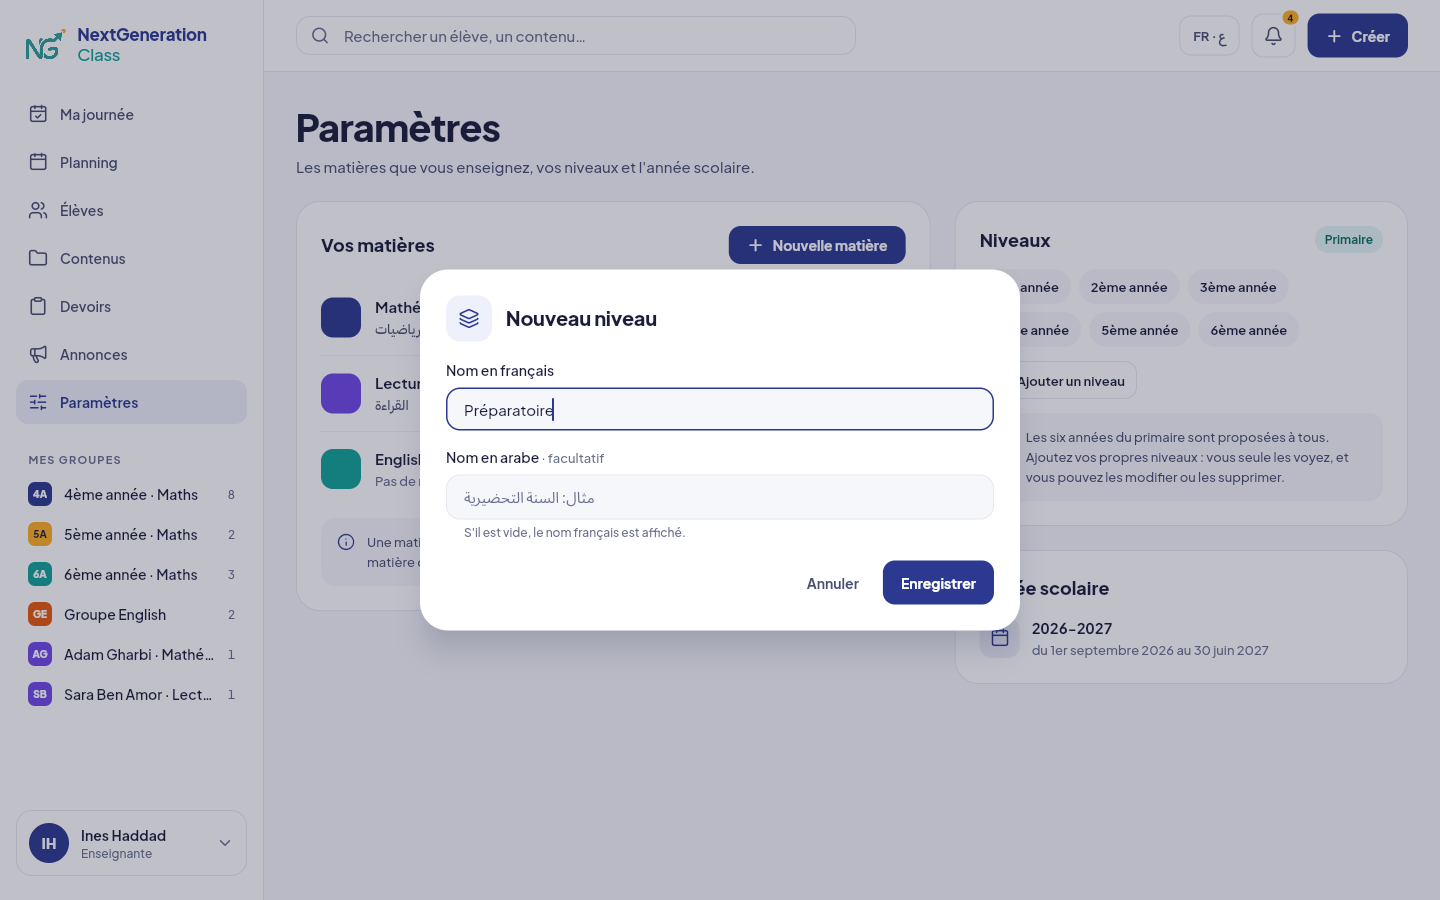 NextGeneration
Class
Rechercher un élève, un contenu...
FR · ع
4
Créer
Ma journée
Planning
Élèves
Contenus
Devoirs
Annonces
Paramètres
MES GROUPES
4A 4ème année · Maths 8
5A 5ème année · Maths 2
6A 6ème année · Maths 3
GE Groupe English 2
AG Adam Gharbi · Mathé... 1
SB Sara Ben Amor · Lect... 1
IH
Ines Haddad
Enseignante
Paramètres
Les matières que vous enseignez, vos niveaux et l'année scolaire.
Vos matières
Nouvelle matière
القراءة
Pas de
Une
matière
Niveaux
Primaire
année
2ème année
3ème année
année
5ème année
6ème année
Ajouter un niveau
Les six années du primaire sont proposées à tous.
Ajoutez vos propres niveaux : vous seule les voyez, et
vous pouvez les modifier ou les supprimer.
scolaire
2026–2027
du 1er septembre 2026 au 30 juin 2027
Nouveau niveau
Nom en français
Préparatoire
Nom en arabe · facultatif
مثال: السنة التحضيرية
S'il est vide, le nom français est affiché.
Annuler
Enregistrer